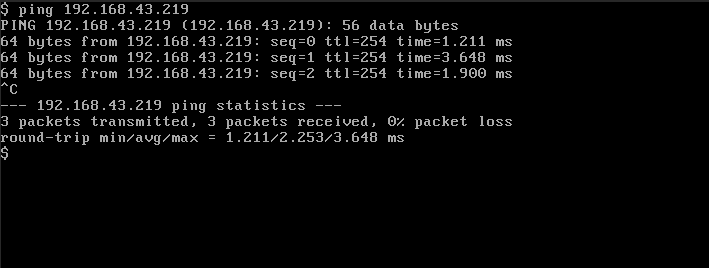 $ ping 192.168.43.219
PING 192.168.43.219 (192.168.43.219): 56 data bytes
64 bytes from 192.168.43.219: seq=0 ttl=254 time=1.211 ms
64 bytes from 192.168.43.219: seq=1 ttl=254 time=3.648 ms
64 bytes from 192.168.43.219: seq=2 ttl=254 time=1.900 ms
^C
--- 192.168.43.219 ping statistics ---
3 packets transmitted, 3 packets received, 0% packet loss
round-trip min/avg/max = 1.211/2.253/3.648 ms
$